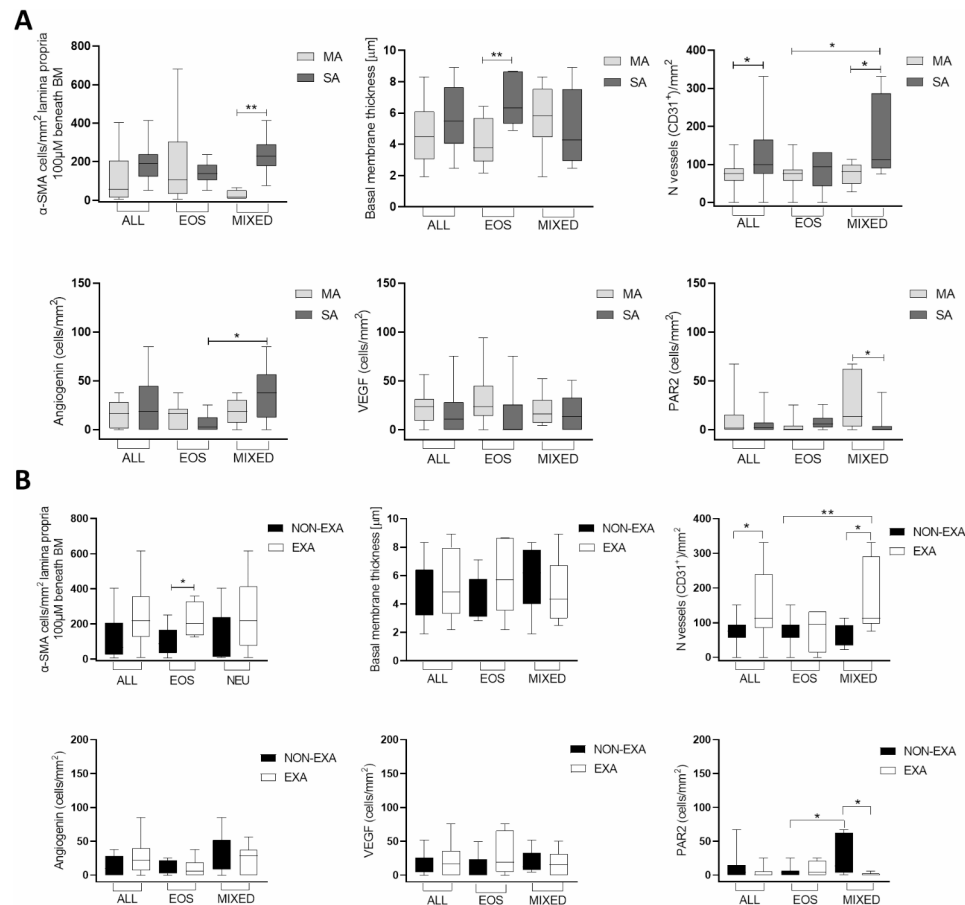 A
α-SMA cells/mm² lamina propria
100µM beneath BM
800
600
400
200
0
ALL
EOS
MIXED
**
MA
SA
Basal membrane thickness [µm]
10
8
6
4
2
0
ALL
EOS
MIXED
**
MA
SA
N vessels (CD31⁺)/mm²
400
300
200
100
0
ALL
EOS
MIXED
*
*
*
MA
SA
Angiogenin (cells/mm²)
150
100
50
0
ALL
EOS
MIXED
*
MA
SA
VEGF (cells/mm²)
150
100
50
0
ALL
EOS
MIXED
MA
SA
PAR2 (cells/mm²)
150
100
50
0
ALL
EOS
MIXED
*
MA
SA
B
α-SMA cells/mm² lamina propria
100µM beneath BM
800
600
400
200
0
ALL
EOS
NEU
*
NON-EXA
EXA
Basal membrane thickness [µm]
10
8
6
4
2
0
ALL
EOS
MIXED
NON-EXA
EXA
N vessels (CD31⁺)/mm²
400
300
200
100
0
ALL
EOS
MIXED
*
**
*
NON-EXA
EXA
Angiogenin (cells/mm²)
200
150
100
50
0
ALL
EOS
MIXED
NON-EXA
EXA
VEGF (cells/mm²)
200
150
100
50
0
ALL
EOS
MIXED
NON-EXA
EXA
PAR2 (cells/mm²)
200
150
100
50
0
ALL
EOS
MIXED
*
*
NON-EXA
EXA